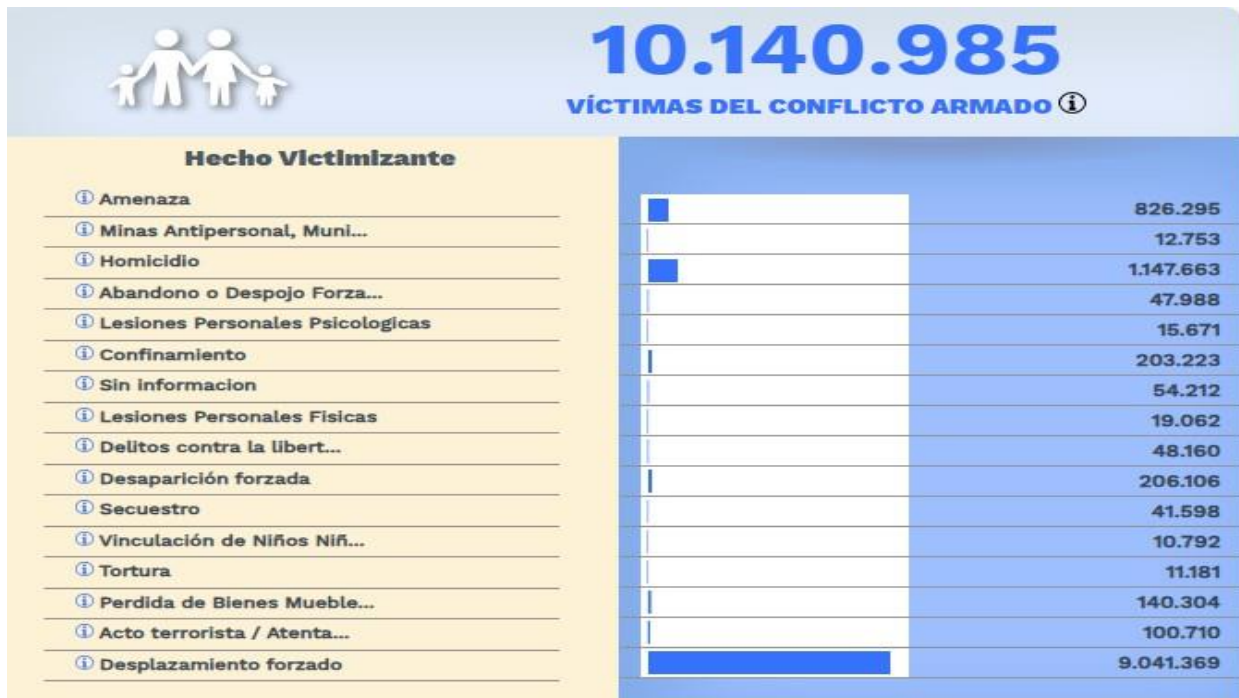 10.140.985
VÍCTIMAS DEL CONFLICTO ARMADO
Hecho Victimizante
Amenaza 826.295
Minas Antipersonal, Muni... 12.753
Homicidio 1.147.663
Abandono o Despojo Forza... 47.988
Lesiones Personales Psicologicas 15.671
Confinamiento 203.223
Sin informacion 54.212
Lesiones Personales Fisicas 19.062
Delitos contra la libert... 48.160
Desaparición forzada 206.106
Secuestro 41.598
Vinculación de Niños Niñ... 10.792
Tortura 11.181
Perdida de Bienes Mueble... 140.304
Acto terrorista / Atenta... 100.710
Desplazamiento forzado 9.041.369